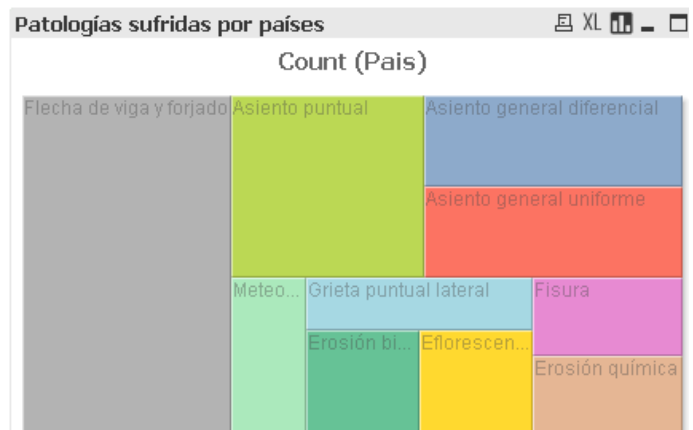 Patologías sufridas por países XL
Count (Pais)
Flecha de viga y forjado
Asiento puntual
Asiento general diferencial
Asiento general uniforme
Meteo...
Grieta puntual lateral
Fisura
Erosión bi...
Eflorescen...
Erosión química